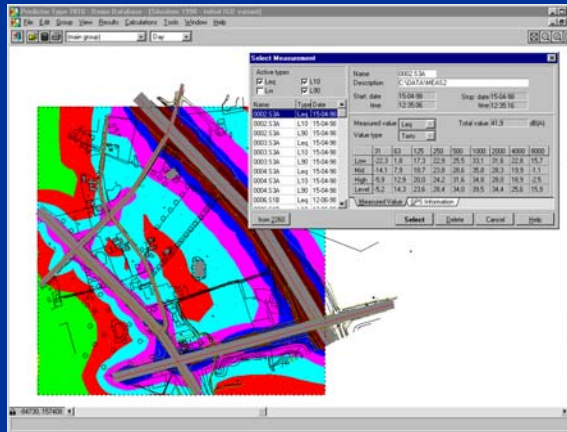 Predictor Type 7810 - Demo Database - [Situation 1998 - Initial ISO variant]
File Edit Group View Results Calculations Tools Window Help
(main group) Day
Select Measurement
Active types
Leq L10
Ln L90
Name 0002.S3A
Description C:\DATA\MEAS2
Start date 15-04-98 Stop date 15-04-98
time 12:35:06 time 12:35:16
Measured value Leq Total value 41,9 dB(A)
Value type Terts
Name Type Date
0002.S3A Leq 15-04-98
0002.S3A L10 15-04-98
0002.S3A L90 15-04-98
0003.S3A Leq 15-04-98
0003.S3A L10 15-04-98
0003.S3A L90 15-04-98
0004.S3A Leq 15-04-98
0004.S3A L10 15-04-98
0004.S3A L90 15-04-98
0006.S1B Leq 12-06-98
31 63 125 250 500 1000 2000 4000 8000
Low -22,3 1,8 17,3 22,9 25,5 33,1 31,6 22,8 15,7
Mid -14,1 7,9 18,7 23,8 28,6 35,8 28,3 19,9 -1,1
High -5,9 12,9 20,0 24,2 31,6 34,8 28,0 18,9 -2,5
Level -5,2 14,3 23,6 28,4 34,0 39,5 34,4 25,6 15,9
Measured Value GPS Information
from 2260 Select Delete Cancel Help
-84730, 157408